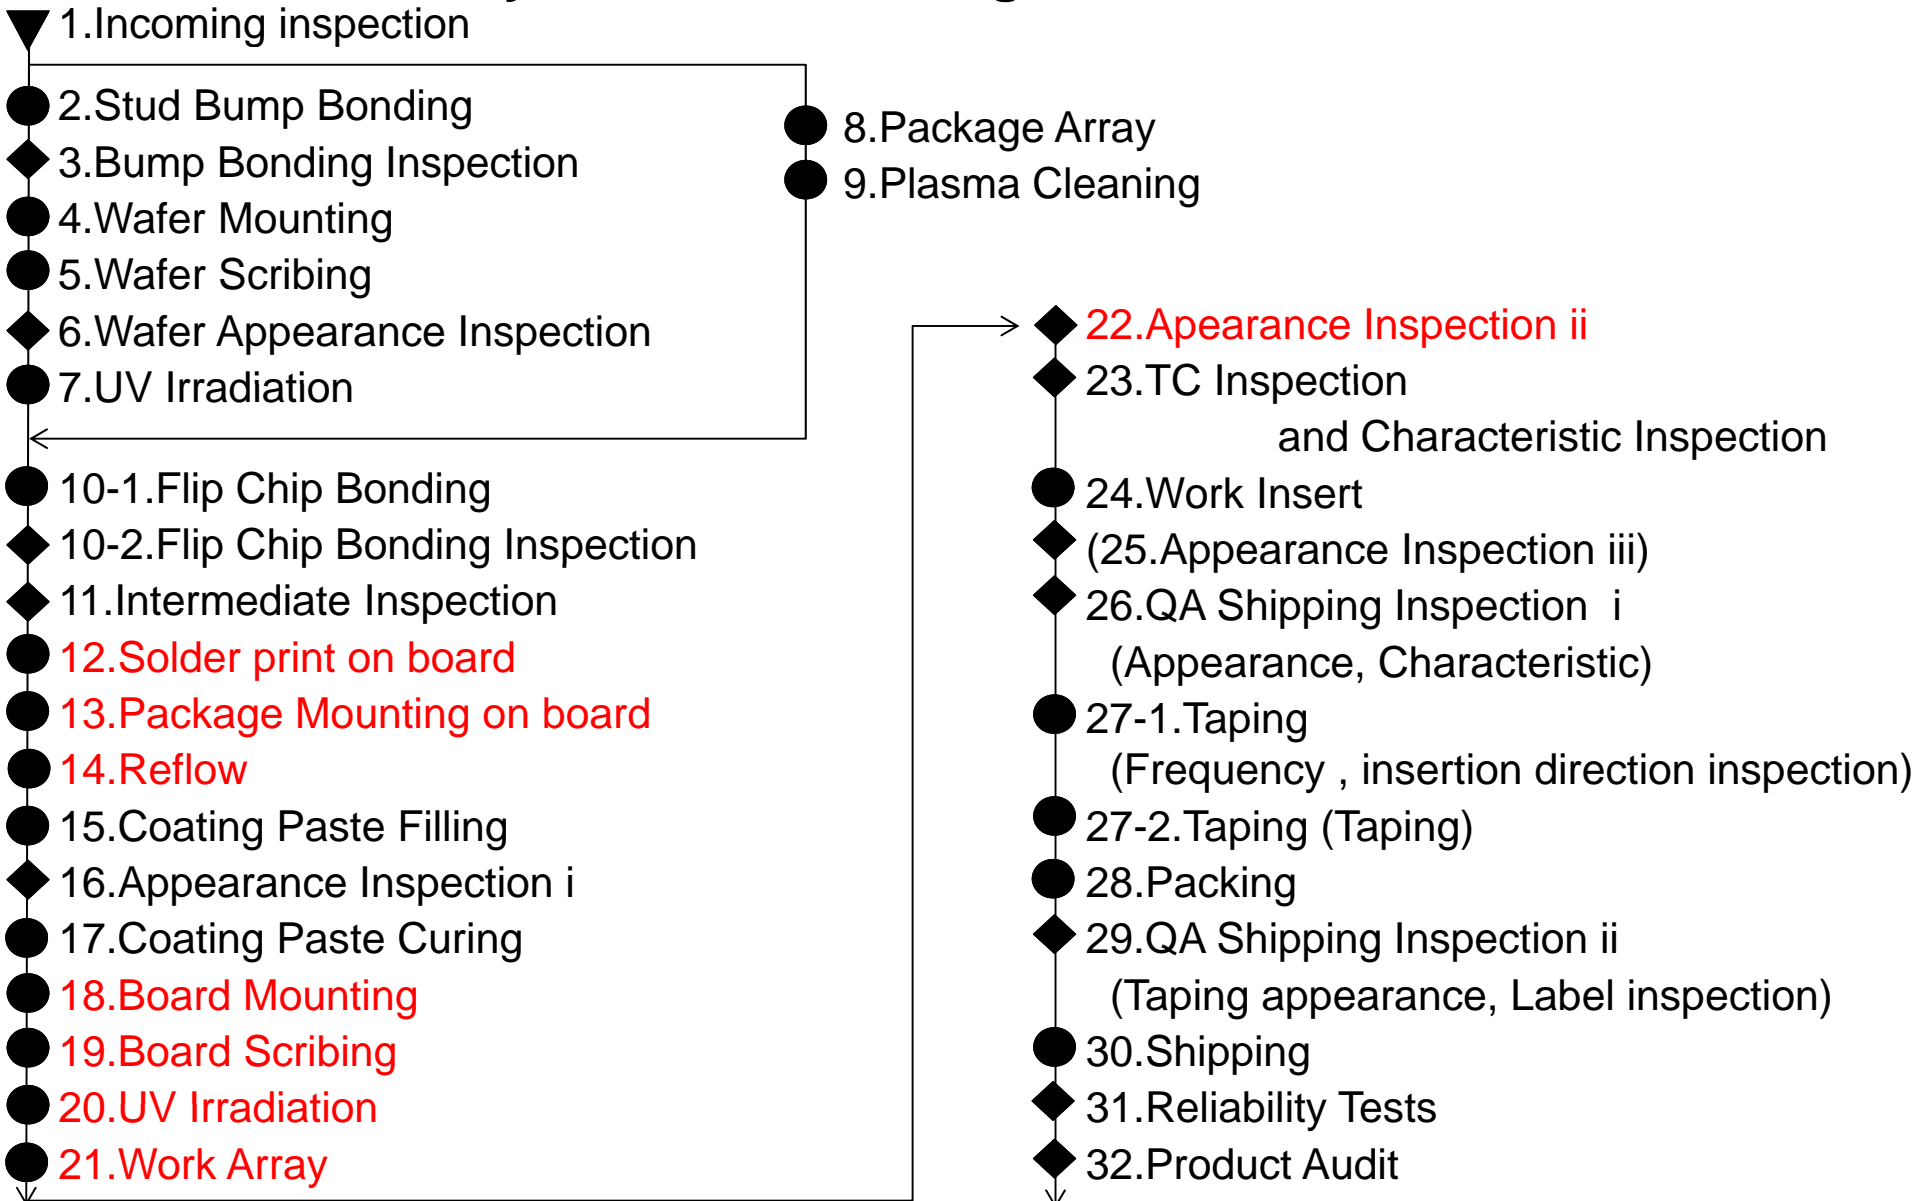 1.Incoming inspection
2.Stud Bump Bonding
3.Bump Bonding Inspection
4.Wafer Mounting
5.Wafer Scribing
6.Wafer Appearance Inspection
7.UV Irradiation
8.Package Array
9.Plasma Cleaning
10-1.Flip Chip Bonding
10-2.Flip Chip Bonding Inspection
11.Intermediate Inspection
12.Solder print on board
13.Package Mounting on board
14.Reflow
15.Coating Paste Filling
16.Appearance Inspection i
17.Coating Paste Curing
18.Board Mounting
19.Board Scribing
20.UV Irradiation
21.Work Array
22.Apearance Inspection ii
23.TC Inspection
and Characteristic Inspection
24.Work Insert
(25.Appearance Inspection iii)
26.QA Shipping Inspection i
(Appearance, Characteristic)
27-1.Taping
(Frequency , insertion direction inspection)
27-2.Taping (Taping)
28.Packing
29.QA Shipping Inspection ii
(Taping appearance, Label inspection)
30.Shipping
31.Reliability Tests
32.Product Audit